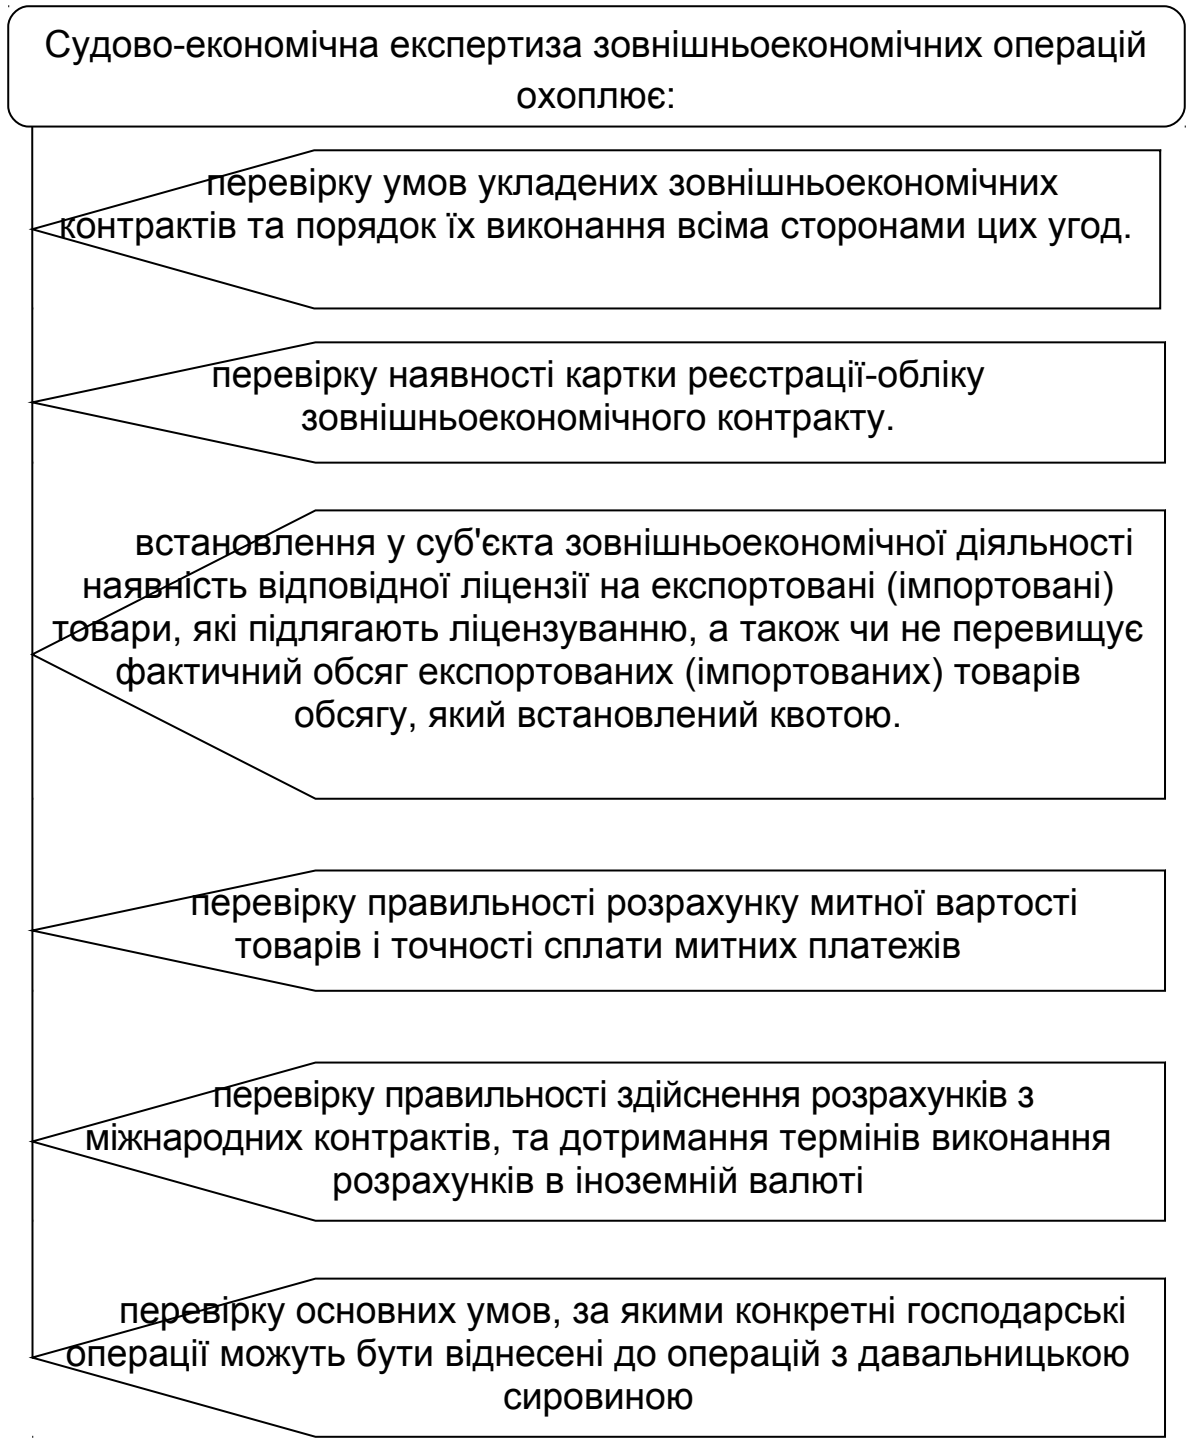 Судово-економічна експертиза зовнішньоекономічних операцій
охоплює:
перевірку умов укладених зовнішньоекономічних
контрактів та порядок їх виконання всіма сторонами цих угод.
перевірку наявності картки реєстрації-обліку
зовнішньоекономічного контракту.
встановлення у суб'єкта зовнішньоекономічної діяльності
наявність відповідної ліцензії на експортовані (імпортовані)
товари, які підлягають ліцензуванню, а також чи не перевищує
фактичний обсяг експортованих (імпортованих) товарів
обсягу, який встановлений квотою.
перевірку правильності розрахунку митної вартості
товарів і точності сплати митних платежів
перевірку правильності здійснення розрахунків з
міжнародних контрактів, та дотримання термінів виконання
розрахунків в іноземній валюті
перевірку основних умов, за якими конкретні господарські
операції можуть бути віднесені до операцій з давальницькою
сировиною